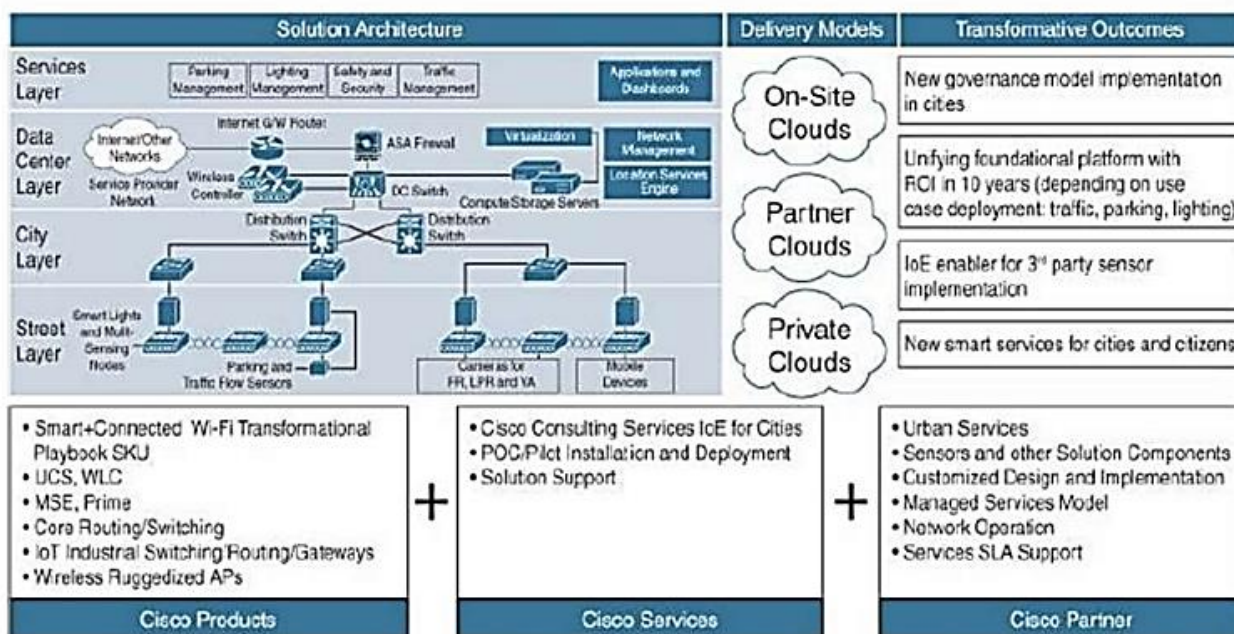 Solution Architecture
Delivery Models
Transformative Outcomes
Services
Layer
Parking
Management
Lighting
Management
Safety and
Security
Traffic
Management
Applications and
Dashboards
Data
Center
Layer
Internet/Other
Networks
Service Provider
Network
Internet G/W Router
ASA Firewall
Wireless
Controller
DC Switch
Virtualization
Network
Management
Location Services
Engine
Compute/Storage Servers
City
Layer
Distribution
Switch
Distribution
Switch
Street
Layer
Smart Lights
and Multi-
Sensing
Nodes
Parking and
Traffic Flow Sensors
Cameras for
FR, LPR and VA
Mobile
Devices
On-Site
Clouds
Partner
Clouds
Private
Clouds
New governance model implementation
in cities
Unifying foundational platform with
ROI in 10 years (depending on use
case deployment: traffic, parking, lighting)
IoE enabler for 3rd party sensor
implementation
New smart services for cities and citizens
• Smart+Connected Wi-Fi Transformational
Playbook SKU
• UCS, WLC
• MSE, Prime
• Core Routing/Switching
• IoT Industrial Switching/Routing/Gateways
• Wireless Ruggedized APs
Cisco Products
+
• Cisco Consulting Services IoE for Cities
• POC/Pilot Installation and Deployment
• Solution Support
Cisco Services
+
• Urban Services
• Sensors and other Solution Components
• Customized Design and Implementation
• Managed Services Model
• Network Operation
• Services SLA Support
Cisco Partner